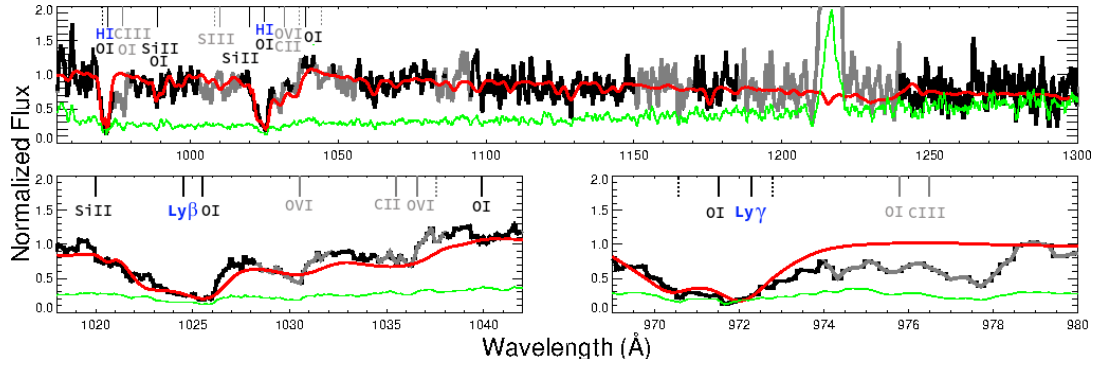 2.0
1.5
1.0
0.5
0.0
HI CIII
OI OI
SiII
OI
SIII
SiII
HI OVI
OI CII
OI
1000 1050 1100 1150 1200 1250 1300
Normalized Flux
2.0
1.5
1.0
0.5
0.0
SiII Lyβ OI OVI CII OVI OI
1020 1025 1030 1035 1040
2.0
1.5
1.0
0.5
0.0
OI Lyγ OI CIII
970 972 974 976 978 980
Wavelength (Å)